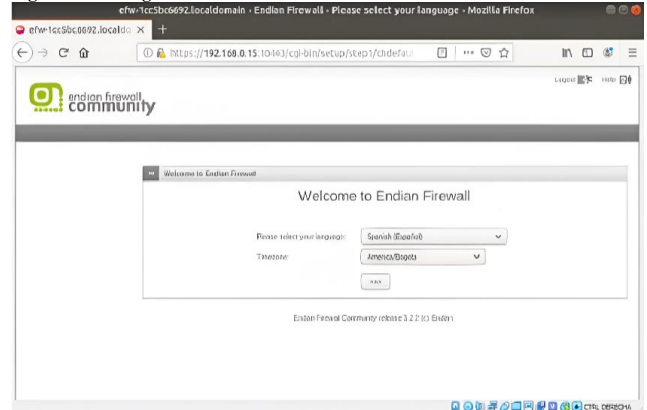 efw-1cc5bc6692.localdomain - Endian Firewall - Please select your language - Mozilla Firefox
efw-1cc5bc6692.localdo
https://192.168.0.15:10443/cgi-bin/setup/step1/chdefaul
endian firewall
community
Logout Help
>> Welcome to Endian Firewall
Welcome to Endian Firewall
Please select your language: Spanish (Español)
Timezone: America/Bogota
>>>
Endian Firewall Community release 3.2.2 (c) Endian
CTRL DERECHA